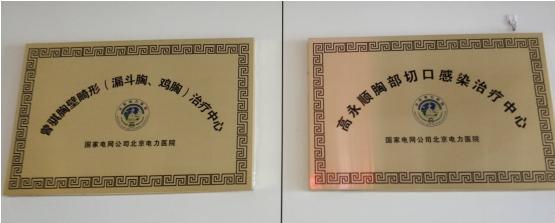 曾骐胸壁畸形（漏斗胸、鸡胸）治疗中心
国家电网公司北京电力医院
高永顺胸部切口感染治疗中心
国家电网公司北京电力医院